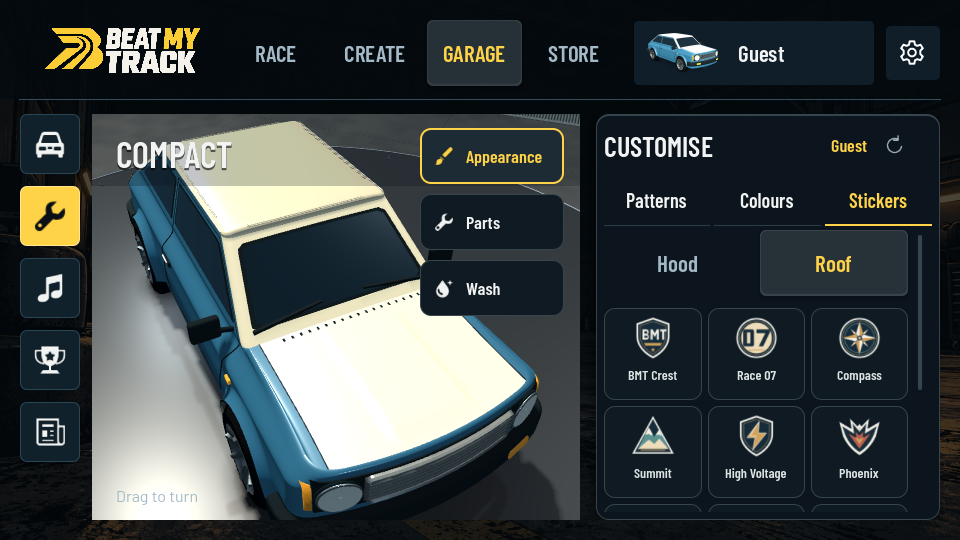 BEAT MY TRACK
RACE
CREATE
GARAGE
STORE
Guest
COMPACT
Appearance
Parts
Wash
Drag to turn
CUSTOMISE
Guest
Patterns
Colours
Stickers
Hood
Roof
BMT
07
BMT Crest
Race 07
Compass
Summit
High Voltage
Phoenix